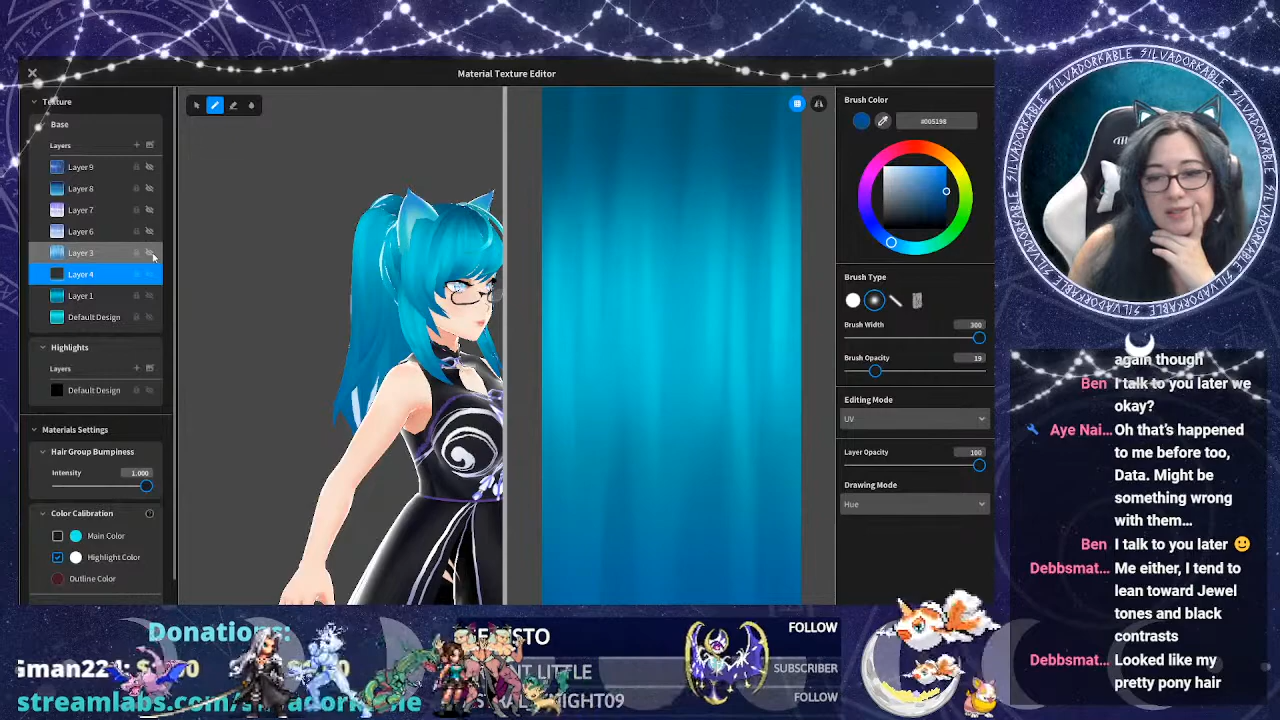 Material Texture Editor
Texture
Base
Layers
Layer 9
Layer 8
Layer 7
Layer 6
Layer 3
Layer 4
Layer 1
Default Design
Highlights
Layers
Default Design
Materials Settings
Hair Group Bumpiness
Intensity
1.000
Color Calibration
Main Color
Highlight Color
Outline Color
Brush Color
#005198
Brush Type
Brush Width
300
Brush Opacity
19
Editing Mode
UV
Layer Opacity
100
Drawing Mode
Hue
SILVADORKABLE SILVADORKABLE SILVADORKABLE
again though
Ben I talk to you later we
okay?
Aye Nai... Oh that's happened
to me before too,
Data. Might be
something wrong
with them...
Ben I talk to you later 🙂
Debbsmat... Me either, I tend to
lean toward Jewel
tones and black
contrasts
Debbsmat... Looked like my
pretty pony hair
Donations:
FOLLOW
LITTLE
SUBSCRIBER
FOLLOW